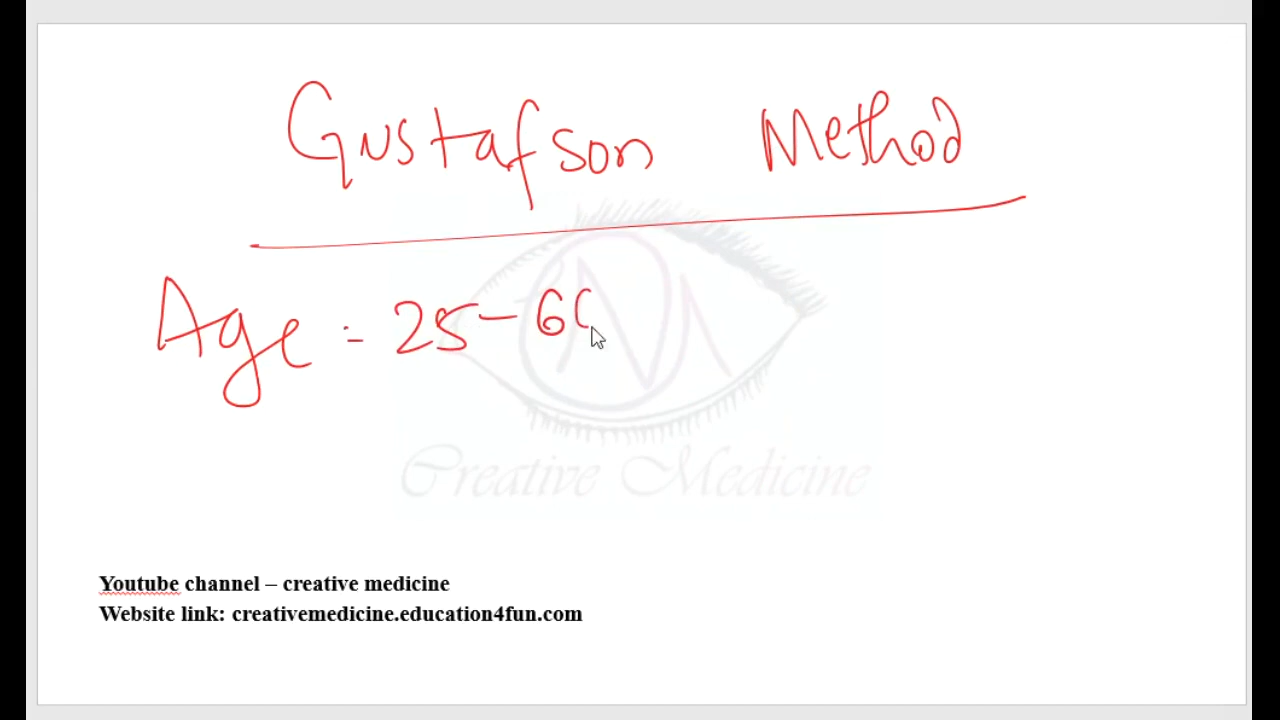 Gustafson Method
Age = 25-60
Creative Medicine
Youtube channel – creative medicine
Website link: creativemedicine.education4fun.com